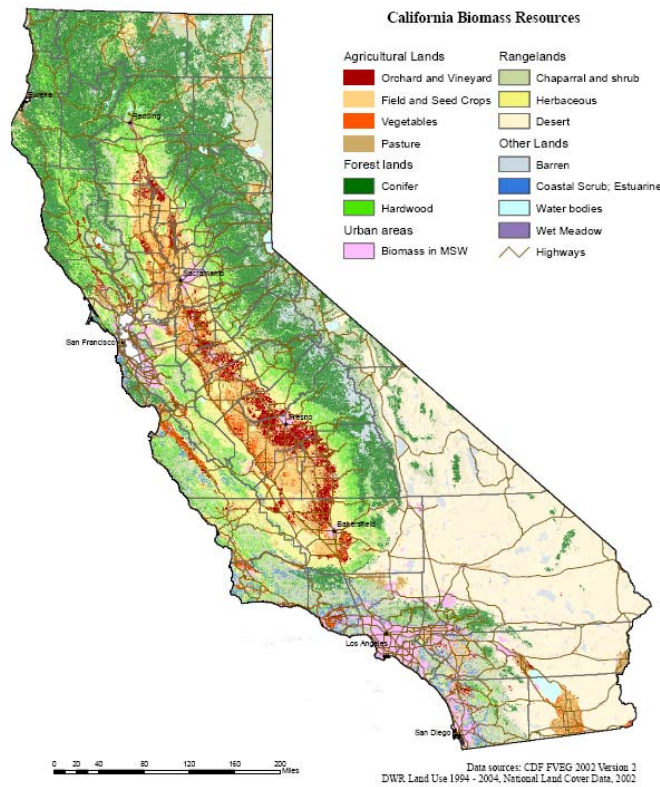 California Biomass Resources
Agricultural Lands
Orchard and Vineyard
Field and Seed Crops
Vegetables
Pasture
Forest lands
Conifer
Hardwood
Urban areas
Biomass in MSW
Rangelands
Chaparral and shrub
Herbaceous
Desert
Other Lands
Barren
Coastal Scrub; Estuarine
Water bodies
Wet Meadow
Highways
Eureka
Redding
Sacramento
San Francisco
Fresno
Bakersfield
Los Angeles
San Diego
0 20 40 80 120 160 200
Miles
Data sources: CDF FVEG 2002 Version 2
DWR Land Use 1994 - 2004, National Land Cover Data, 2002